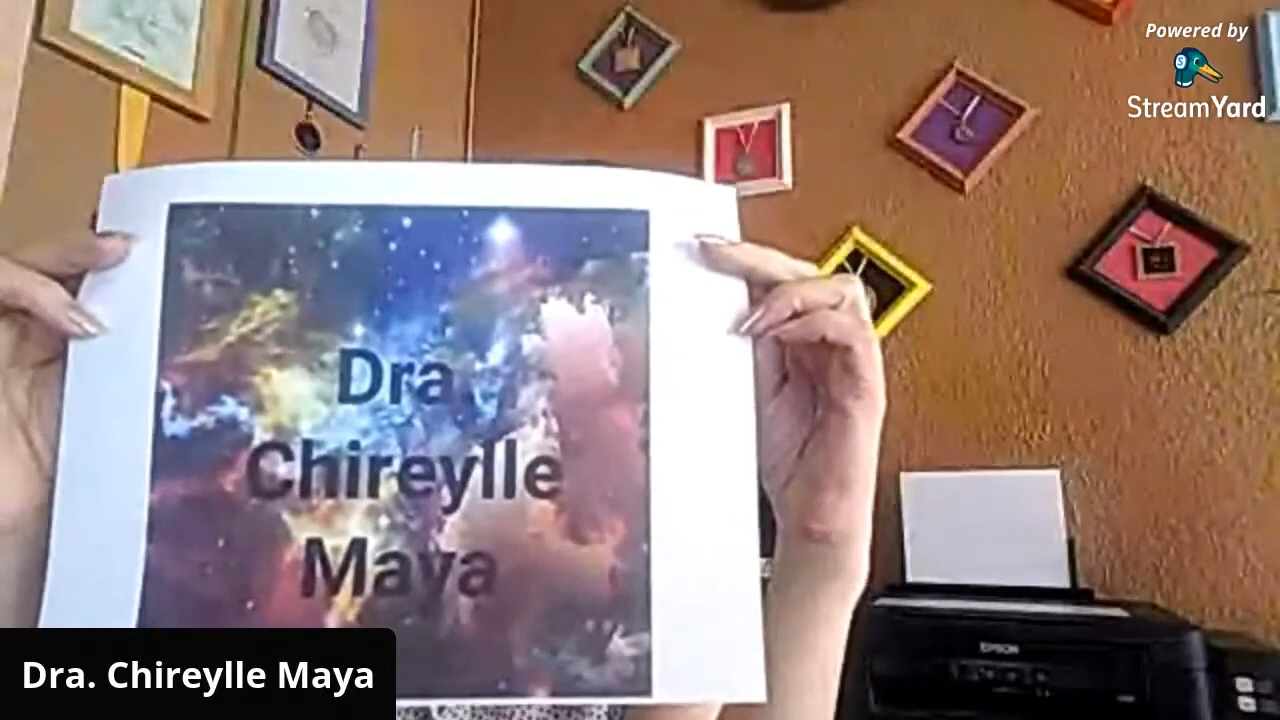 Powered by
StreamYard
Dra
Chireylle
Maya
EPSON
Dra. Chireylle Maya